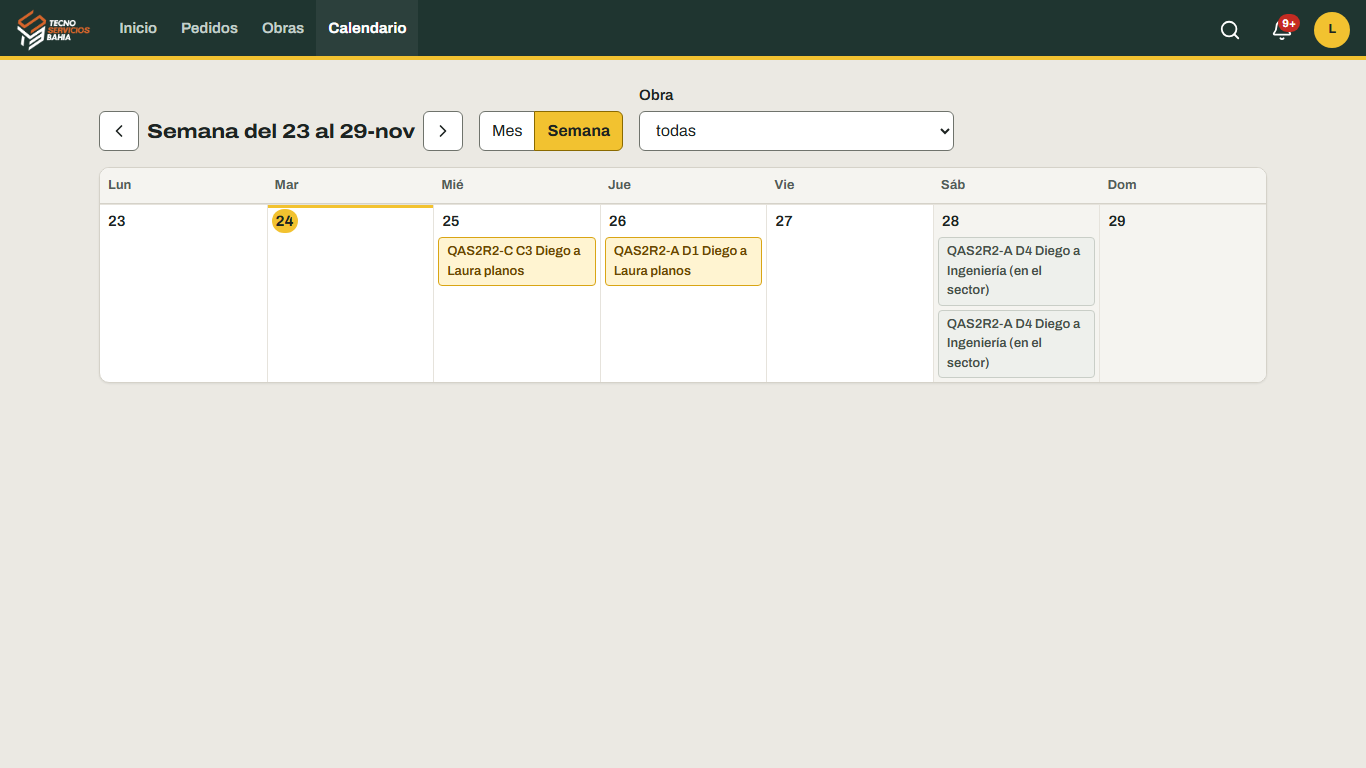 TECNO
SERVICIOS
BAHIA
Inicio
Pedidos
Obras
Calendario
9+
L
Obra
Semana del 23 al 29-nov
Mes
Semana
todas
Lun
Mar
Mié
Jue
Vie
Sáb
Dom
23
24
25
26
27
28
29
QAS2R2-C C3 Diego a
Laura planos
QAS2R2-A D1 Diego a
Laura planos
QAS2R2-A D4 Diego a
Ingeniería (en el
sector)
QAS2R2-A D4 Diego a
Ingeniería (en el
sector)